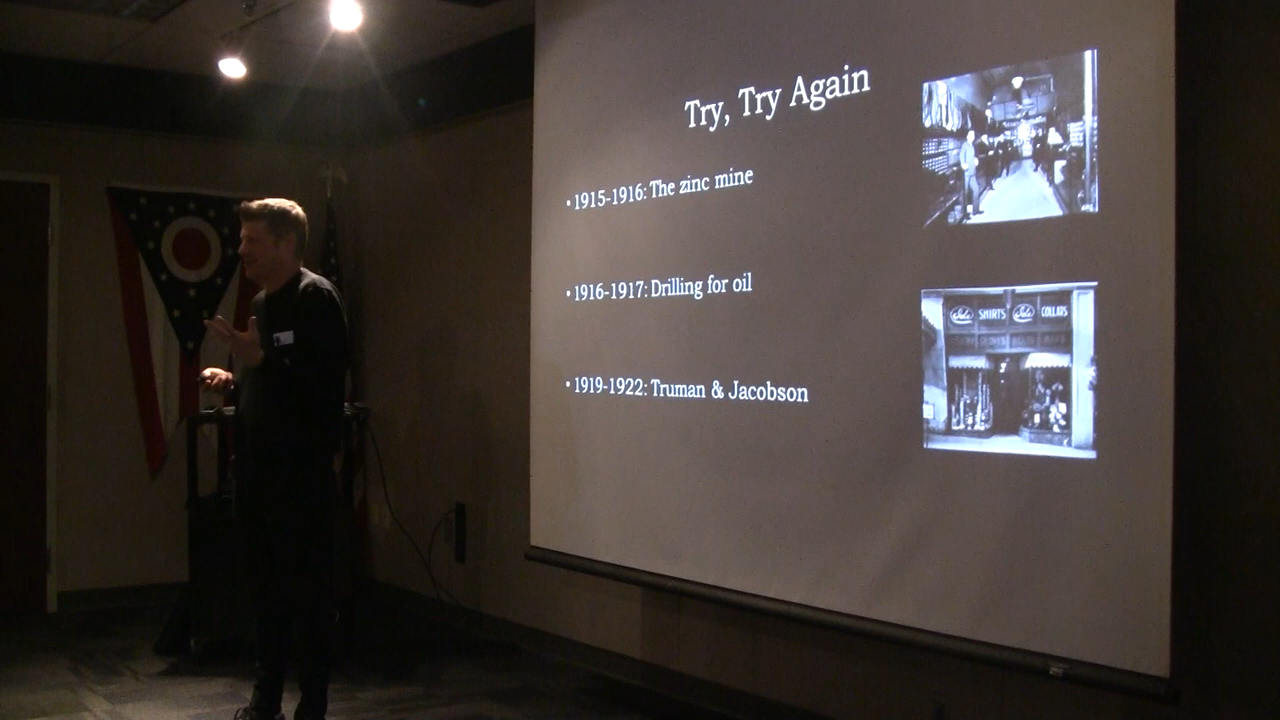 Try, Try Again
• 1915-1916: The zinc mine
• 1916-1917: Drilling for oil
• 1919-1922: Truman & Jacobson
SHIRTS
COLLARS